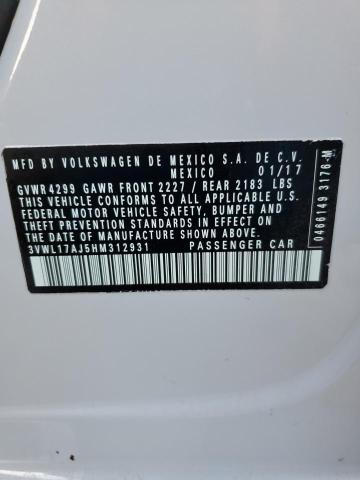 MFD BY VOLKSWAGEN DE MEXICO S.A. DE C.V.
MEXICO 01/17
GVWR 4299 GAWR FRONT 2227 / REAR 2183 LBS
THIS VEHICLE CONFORMS TO ALL APPLICABLE U.S.
FEDERAL MOTOR VEHICLE SAFETY, BUMPER AND
THEFT PREVENTION STANDARDS IN EFFECT ON
THE DATE OF MANUFACTURE SHOWN ABOVE.
3VWL17AJ5HM312931 PASSENGER CAR
0466149 3176-M